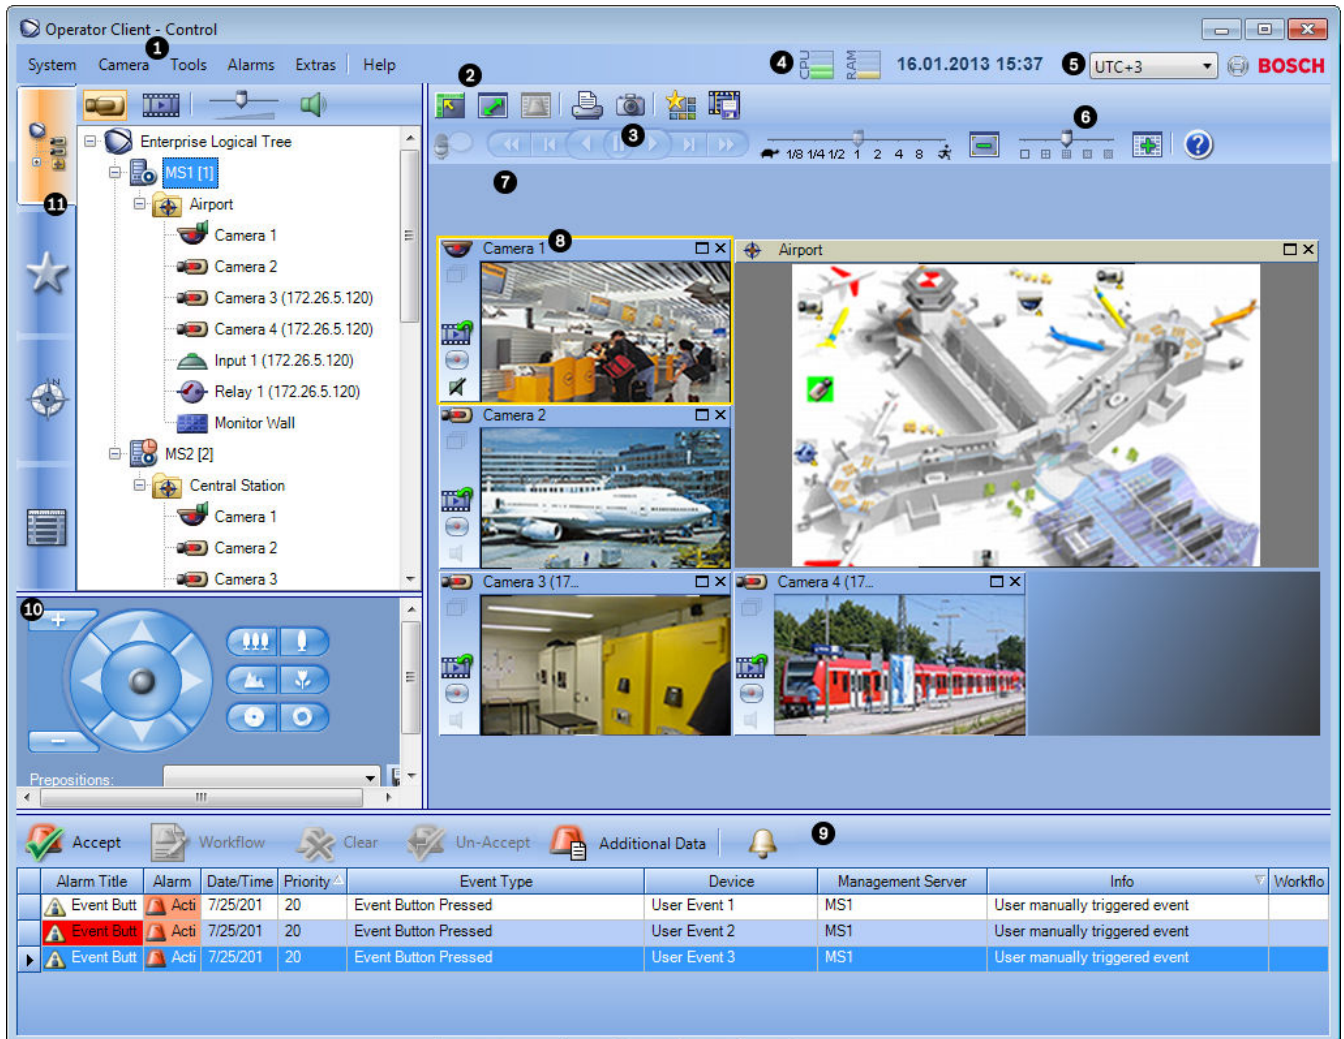 Operator Client - Control
1
System Camera Tools Alarms Extras Help
4 CPU RAM 16.01.2013 15:37 5 UTC+3 BOSCH
2
3
6
1/8 1/4 1/2 1 2 4 8
7
11
Enterprise Logical Tree
MS1 [1]
Airport
Camera 1
Camera 2
Camera 3 (172.26.5.120)
Camera 4 (172.26.5.120)
Input 1 (172.26.5.120)
Relay 1 (172.26.5.120)
Monitor Wall
MS2 [2]
Central Station
Camera 1
Camera 2
Camera 3
Camera 1 8
Airport
Camera 2
Camera 3 (17...
Camera 4 (17...
10
Prepositions:
Accept Workflow Clear Un-Accept Additional Data 9
Alarm Title Alarm Date/Time Priority Event Type Device Management Server Info Workflo
Event Butt Acti 7/25/201 20 Event Button Pressed User Event 1 MS1 User manually triggered event
Event Butt Acti 7/25/201 20 Event Button Pressed User Event 2 MS1 User manually triggered event
Event Butt Acti 7/25/201 20 Event Button Pressed User Event 3 MS1 User manually triggered event